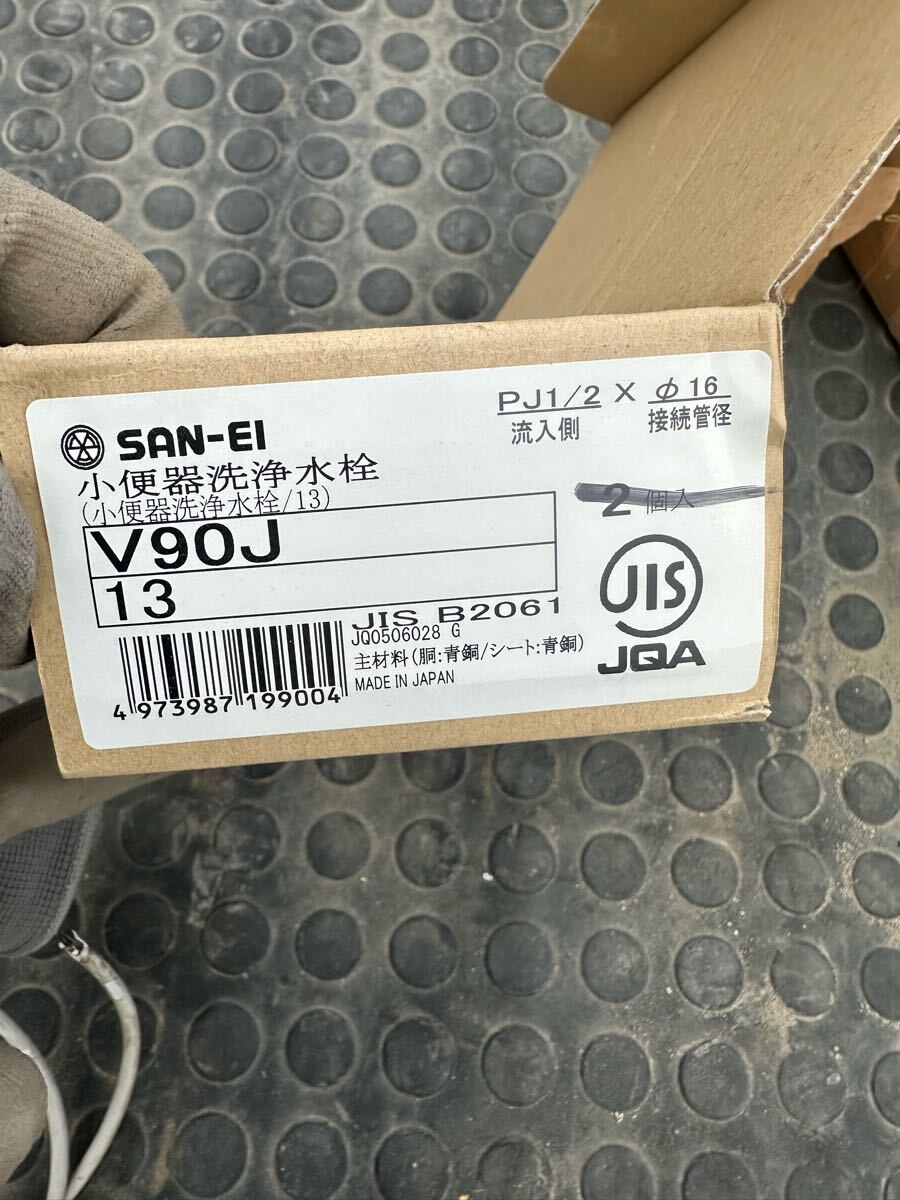 SAN-EI
PJ1/2 × φ16
流入側 接続管径
小便器洗浄水栓
(小便器洗浄水栓/13)
2個入
V90J
13
JIS
JQA
JIS B2061
JQ0506028 G
主材料(胴:青銅/シート:青銅)
MADE IN JAPAN
4 973987 199004